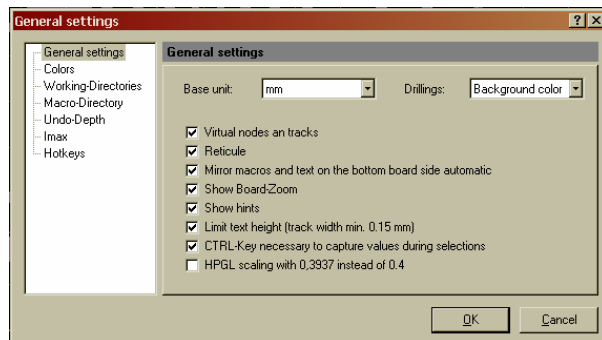 General settings
General settings
Colors
Working-Directories
Macro-Directory
Undo-Depth
Imax
Hotkeys
General settings
Base unit: mm Drillings: Background color
Virtual nodes an tracks
Reticule
Mirror macros and text on the bottom board side automatic
Show Board-Zoom
Show hints
Limit text height (track width min. 0.15 mm)
CTRL-Key necessary to capture values during selections
HPGL scaling with 0,3937 instead of 0.4
OK Cancel